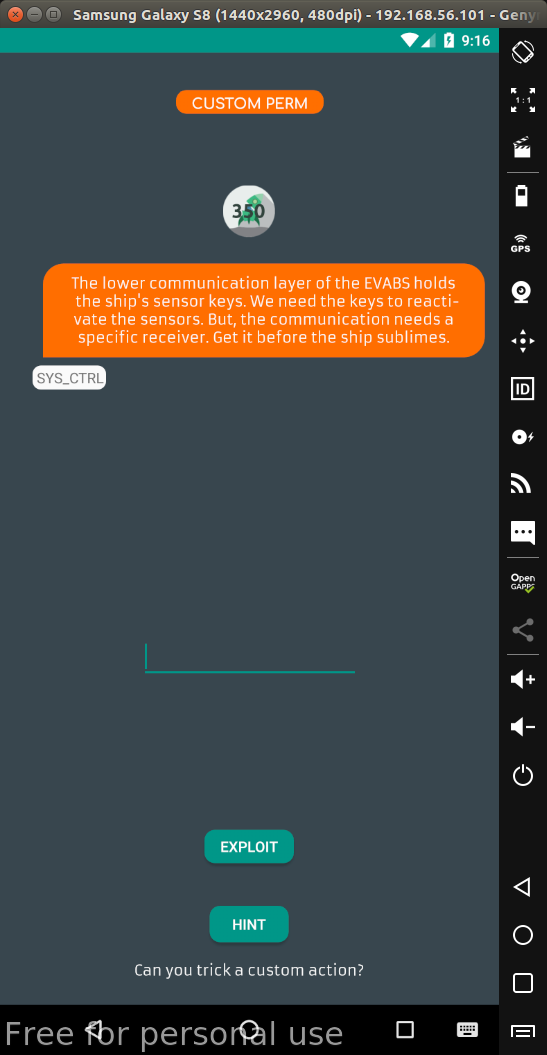 Samsung Galaxy S8 (1440x2960, 480dpi) - 192.168.56.101 - Geny
9:16
CUSTOM PERM
350
The lower communication layer of the EVABS holds
the ship's sensor keys. We need the keys to reacti-
vate the sensors. But, the communication needs a
specific receiver. Get it before the ship sublimes.
SYS_CTRL
EXPLOIT
HINT
Can you trick a custom action?
Free for personal use
1:1
GPS
ID
Open
GAPPS